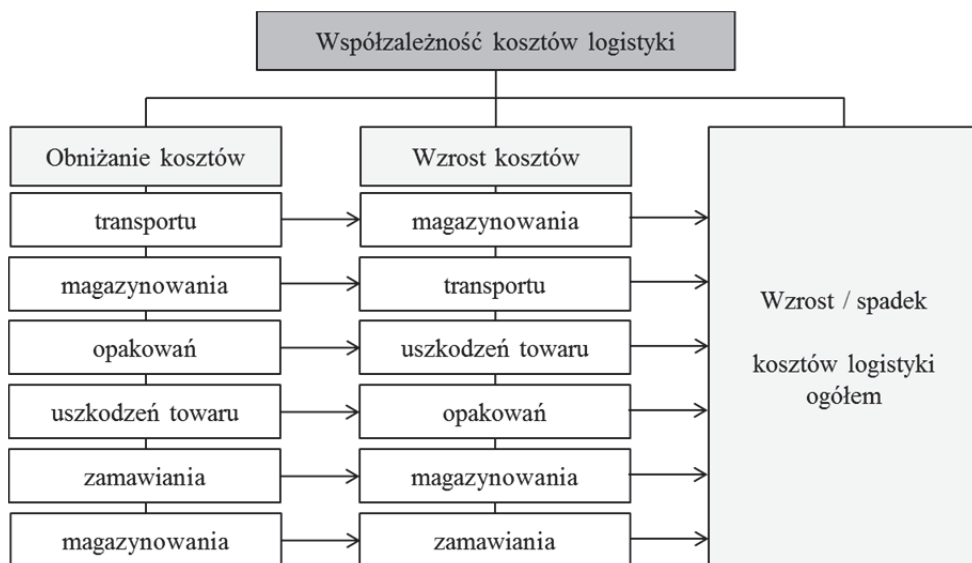 Współzależność kosztów logistyki
Obniżanie kosztów
Wzrost kosztów
transportu
magazynowania
magazynowania
transportu
opakowań
uszkodzeń towaru
uszkodzeń towaru
opakowań
zamawiania
magazynowania
magazynowania
zamawiania
Wzrost / spadek
kosztów logistyki
ogółem